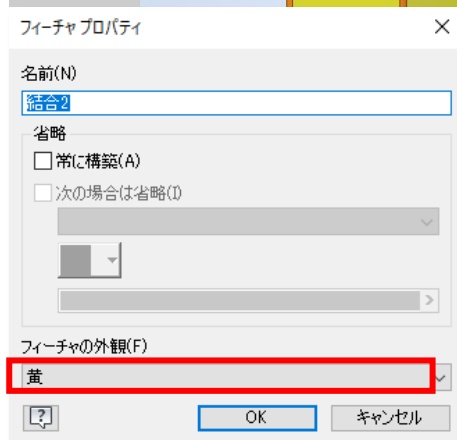 フィーチャ プロパティ
名前(N)
結合2
省略
常に構築(A)
次の場合は省略(I)
フィーチャの外観(F)
黄
OK キャンセル